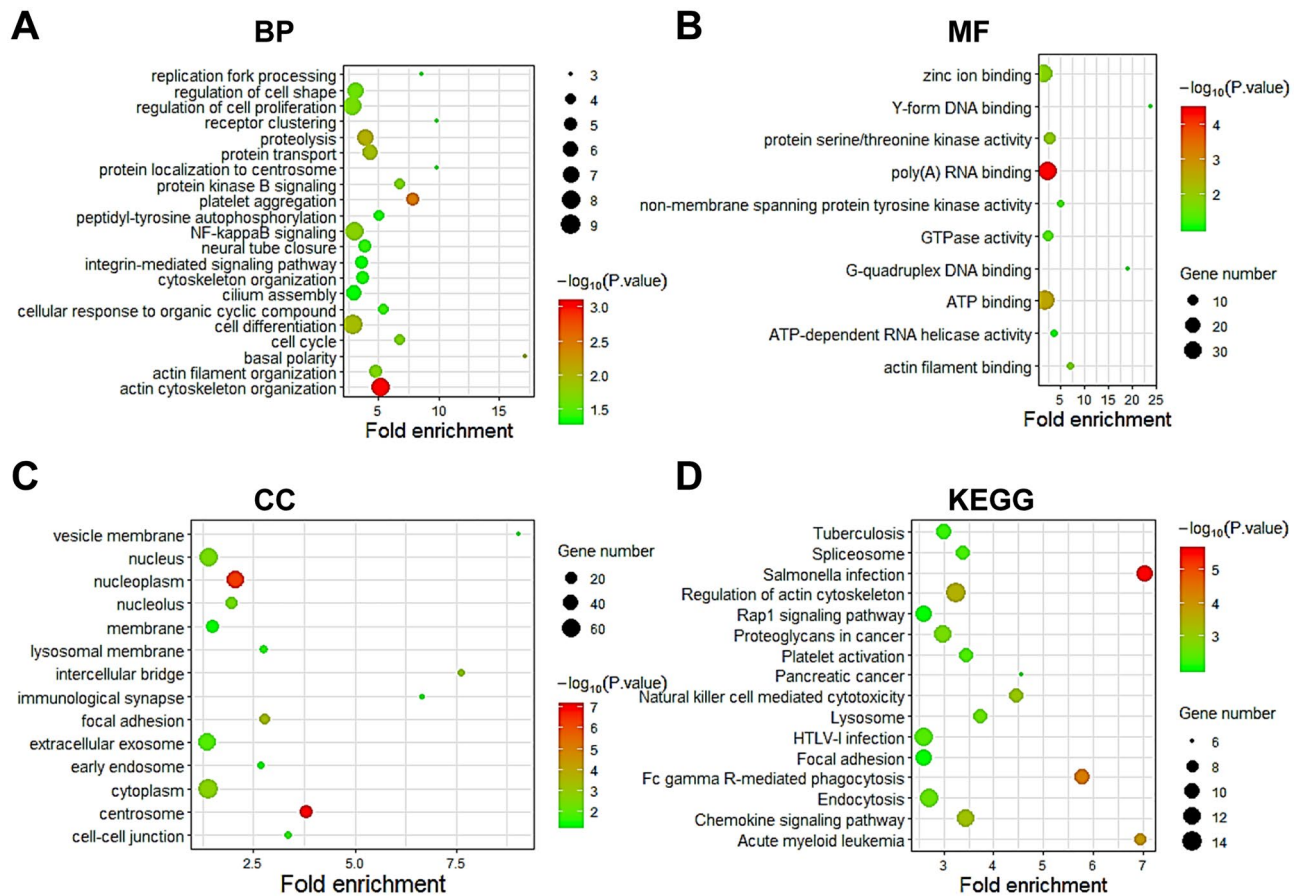 A
BP
replication fork processing
regulation of cell shape
regulation of cell proliferation
receptor clustering
proteolysis
protein transport
protein localization to centrosome
protein kinase B signaling
platelet aggregation
peptidyl-tyrosine autophosphorylation
NF-kappaB signaling
neural tube closure
integrin-mediated signaling pathway
cytoskeleton organization
cilium assembly
cellular response to organic cyclic compound
cell differentiation
cell cycle
basal polarity
actin filament organization
actin cytoskeleton organization
5 10 15
Fold enrichment
3
4
5
6
7
8
9
−log10(P.value)
3.0
2.5
2.0
1.5
B
MF
zinc ion binding
Y-form DNA binding
protein serine/threonine kinase activity
poly(A) RNA binding
non-membrane spanning protein tyrosine kinase activity
GTPase activity
G-quadruplex DNA binding
ATP binding
ATP-dependent RNA helicase activity
actin filament binding
5 10 15 20 25
Fold enrichment
−log10(P.value)
4
3
2
Gene number
10
20
30
C
CC
vesicle membrane
nucleus
nucleoplasm
nucleolus
membrane
lysosomal membrane
intercellular bridge
immunological synapse
focal adhesion
extracellular exosome
early endosome
cytoplasm
centrosome
cell-cell junction
2.5 5.0 7.5
Fold enrichment
Gene number
20
40
60
−log10(P.value)
7
6
5
4
3
2
D
KEGG
Tuberculosis
Spliceosome
Salmonella infection
Regulation of actin cytoskeleton
Rap1 signaling pathway
Proteoglycans in cancer
Platelet activation
Pancreatic cancer
Natural killer cell mediated cytotoxicity
Lysosome
HTLV-I infection
Focal adhesion
Fc gamma R-mediated phagocytosis
Endocytosis
Chemokine signaling pathway
Acute myeloid leukemia
3 4 5 6 7
Fold enrichment
−log10(P.value)
5
4
3
Gene number
6
8
10
12
14